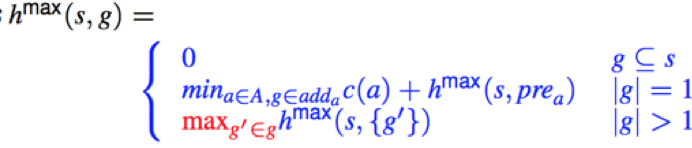 h^max(s, g) =
0 g ⊆ s
min_{a∈A,g∈add_a} c(a) + h^max(s, pre_a) |g| = 1
max_{g′∈g} h^max(s, {g′}) |g| > 1